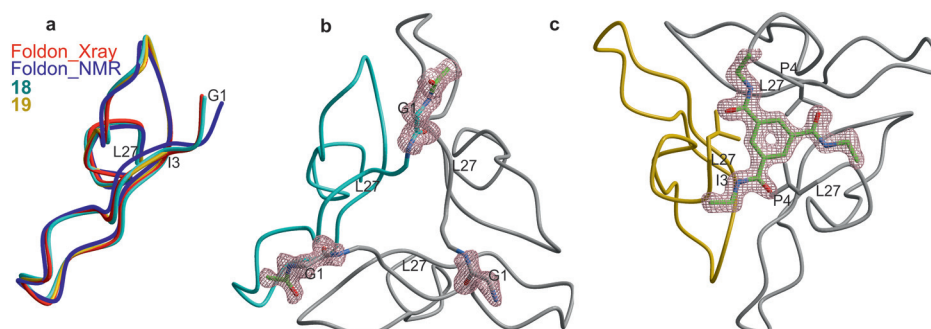 a
Foldon_Xray
Foldon_NMR
18
19
G1
L27
I3
b
G1
L27
L27
G1
L27
G1
c
P4
L27
L27
I3
P4
L27